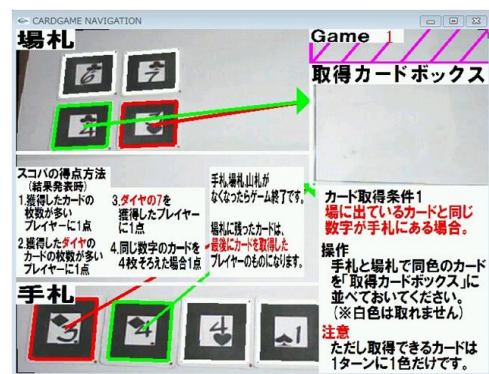 CARDGAME NAVIGATION
場札
Game 1
取得カードボックス
6
7
4
3
スコパの得点方法
(結果発表時)
1.獲得したカードの
枚数が多い
プレイヤーに1点
2.獲得したダイヤの
カードの枚数が多い
プレイヤーに1点
3.ダイヤの7を
獲得したプレイヤー
に1点
4.同じ数字のカードを
4枚そろえた場合1点
手札、場札、山札が
なくなったらゲーム終了です。
場札に残ったカードは、
最後にカードを取得した
プレイヤーのものになります。
カード取得条件1
場に出ているカードと同じ
数字が手札にある場合。
操作
手札と場札で同色のカード
を「取得カードボックス」に
並べておいてください。
(※白色は取れません)
注意
ただし取得できるカードは
1ターンに1色だけです。
手札
3
4
4
1